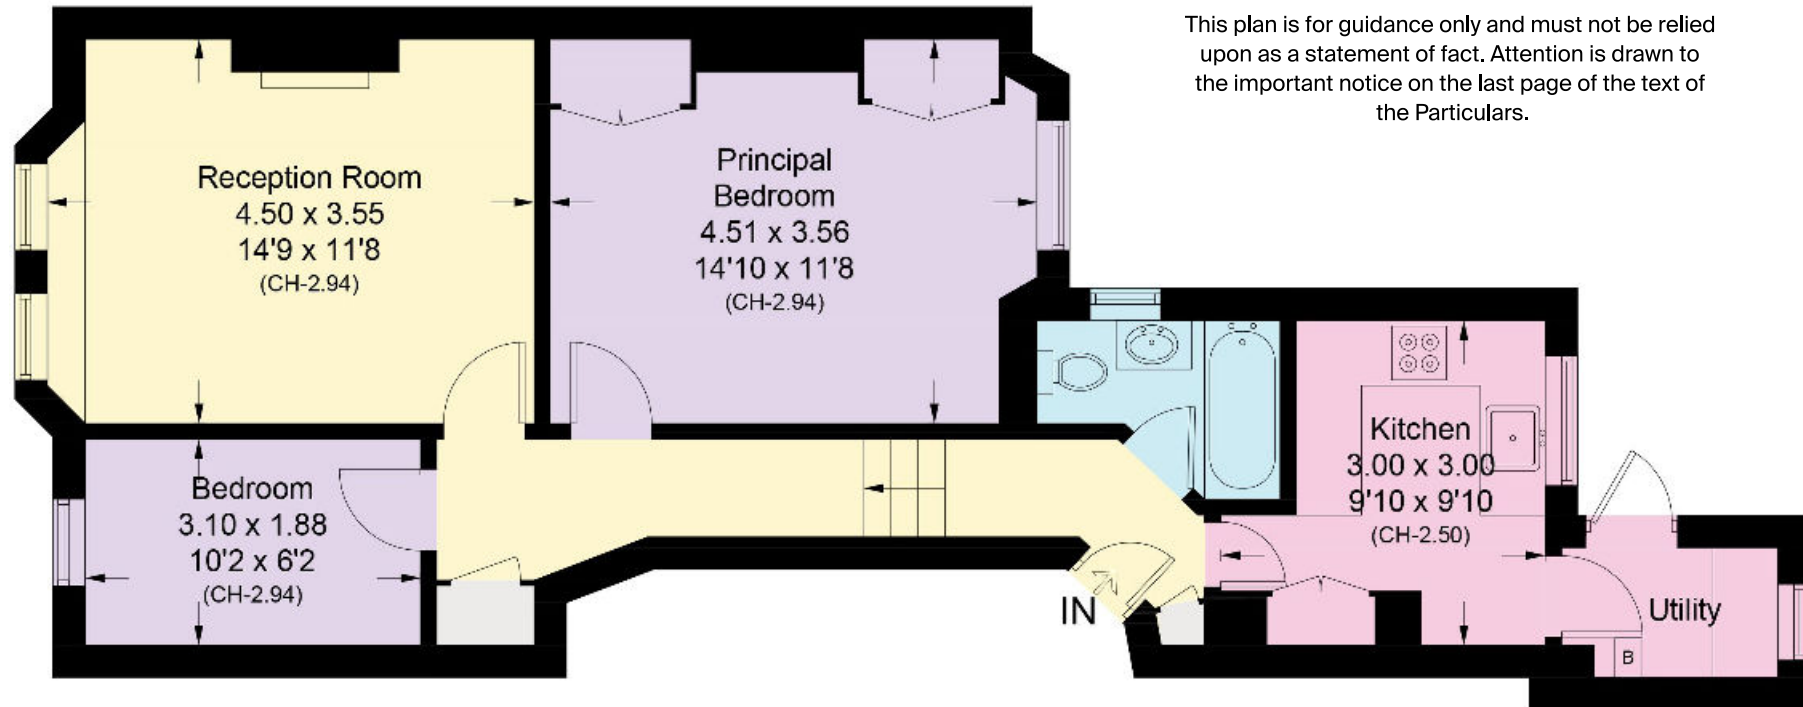 This plan is for guidance only and must not be relied
upon as a statement of fact. Attention is drawn to
the important notice on the last page of the text of
the Particulars.
Reception Room
4.50 x 3.55
14'9 x 11'8
(CH-2.94)
Principal
Bedroom
4.51 x 3.56
14'10 x 11'8
(CH-2.94)
Bedroom
3.10 x 1.88
10'2 x 6'2
(CH-2.94)
Kitchen
3.00 x 3.00
9'10 x 9'10
(CH-2.50)
IN
Utility
B